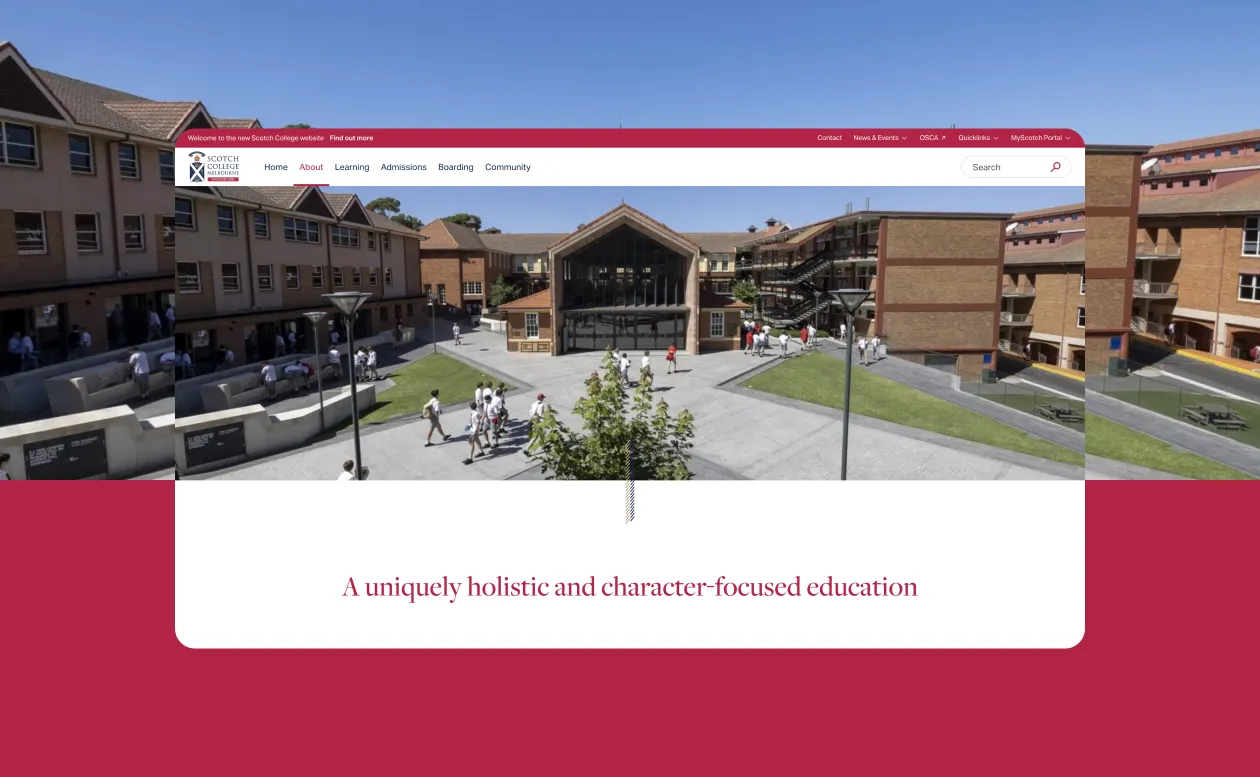 Welcome to the new Scotch College website Find out more
Contact News & Events OSCA ↗ Quicklinks MyScotch Portal
SCOTCH
COLLEGE
MELBOURNE
Home About Learning Admissions Boarding Community
Search
A uniquely holistic and character-focused education